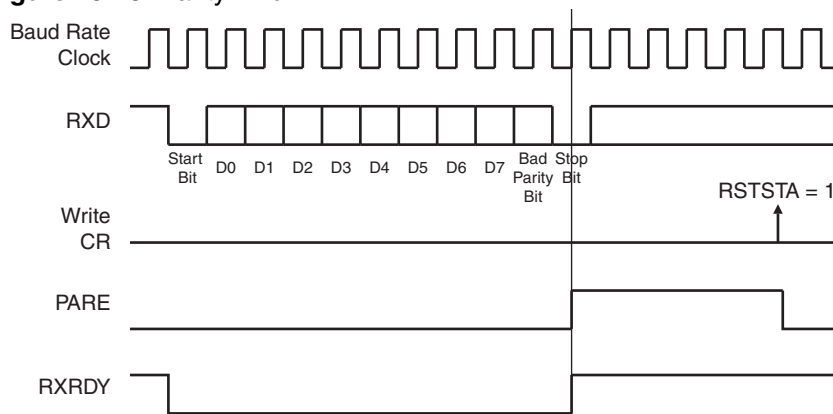 Baud Rate
Clock
RXD
Start
Bit
D0 D1 D2 D3 D4 D5 D6 D7
Bad
Parity
Bit
Stop
Bit
RSTSTA = 1
Write
CR
PARE
RXRDY